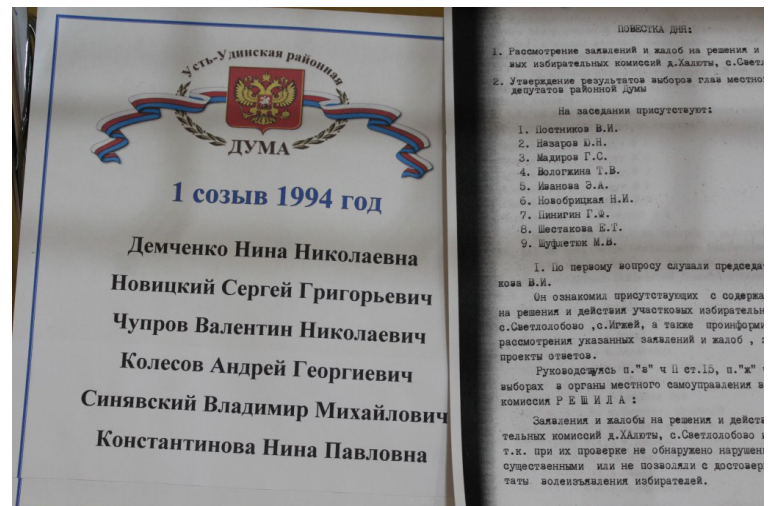 Усть-Удинская районная
ДУМА
1 созыв 1994 год
Демченко Нина Николаевна
Новицкий Сергей Григорьевич
Чупров Валентин Николаевич
Колесов Андрей Георгиевич
Синявский Владимир Михайлович
Константинова Нина Павловна
ПОВЕСТКА ДНЯ:
1. Рассмотрение заявлений и жалоб на решения и
вых избирательных комиссий д.Халюты, с.Светл
2. Утверждение результатов выборов глав местно
депутатов районной Думы
На заседании присутствуют:
1. Постников В.И.
2. Назаров Ю.Н.
3. Мадиров Г.С.
4. Вологжина Т.В.
5. Иванова Э.А.
6. Новобрицкая Н.И.
7. Пинигин Г.Ф.
8. Шестакова Е.Т.
9. Шуфлетюк М.В.
I. По первому вопросу слушали председа
кова В.И.
Он ознакомил присутствующих с содержа
на решения и действия участковых избирательн
с.Светлолобово ,с.Игжей, а также проинформи
рассмотрения указанных заявлений и жалоб ,
проекты ответов.
Руководствуясь п."в" ч II ст.15, п."ж"
выборах в органы местного самоуправления в
комиссия Р Е Ш И Л А :
Заявления и жалобы на решения и действ
тельных комиссий д.ХАлюты, с.Светлолобово и
т.к. при их проверке не обнаружено нарушен
существенными или не позволяли с достовер
таты волеизъявления избирателей.